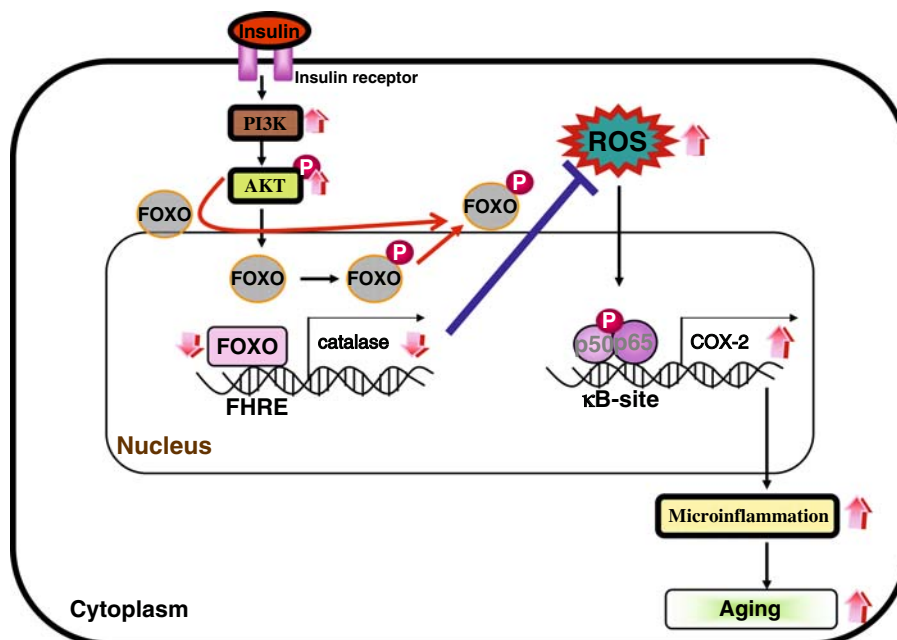 Insulin
Insulin receptor
PI3K
P
AKT
ROS
P
FOXO
FOXO
FOXO
P
FOXO
FOXO
catalase
FHRE
P
p50 p65
COX-2
κB-site
Nucleus
Microinflammation
Aging
Cytoplasm